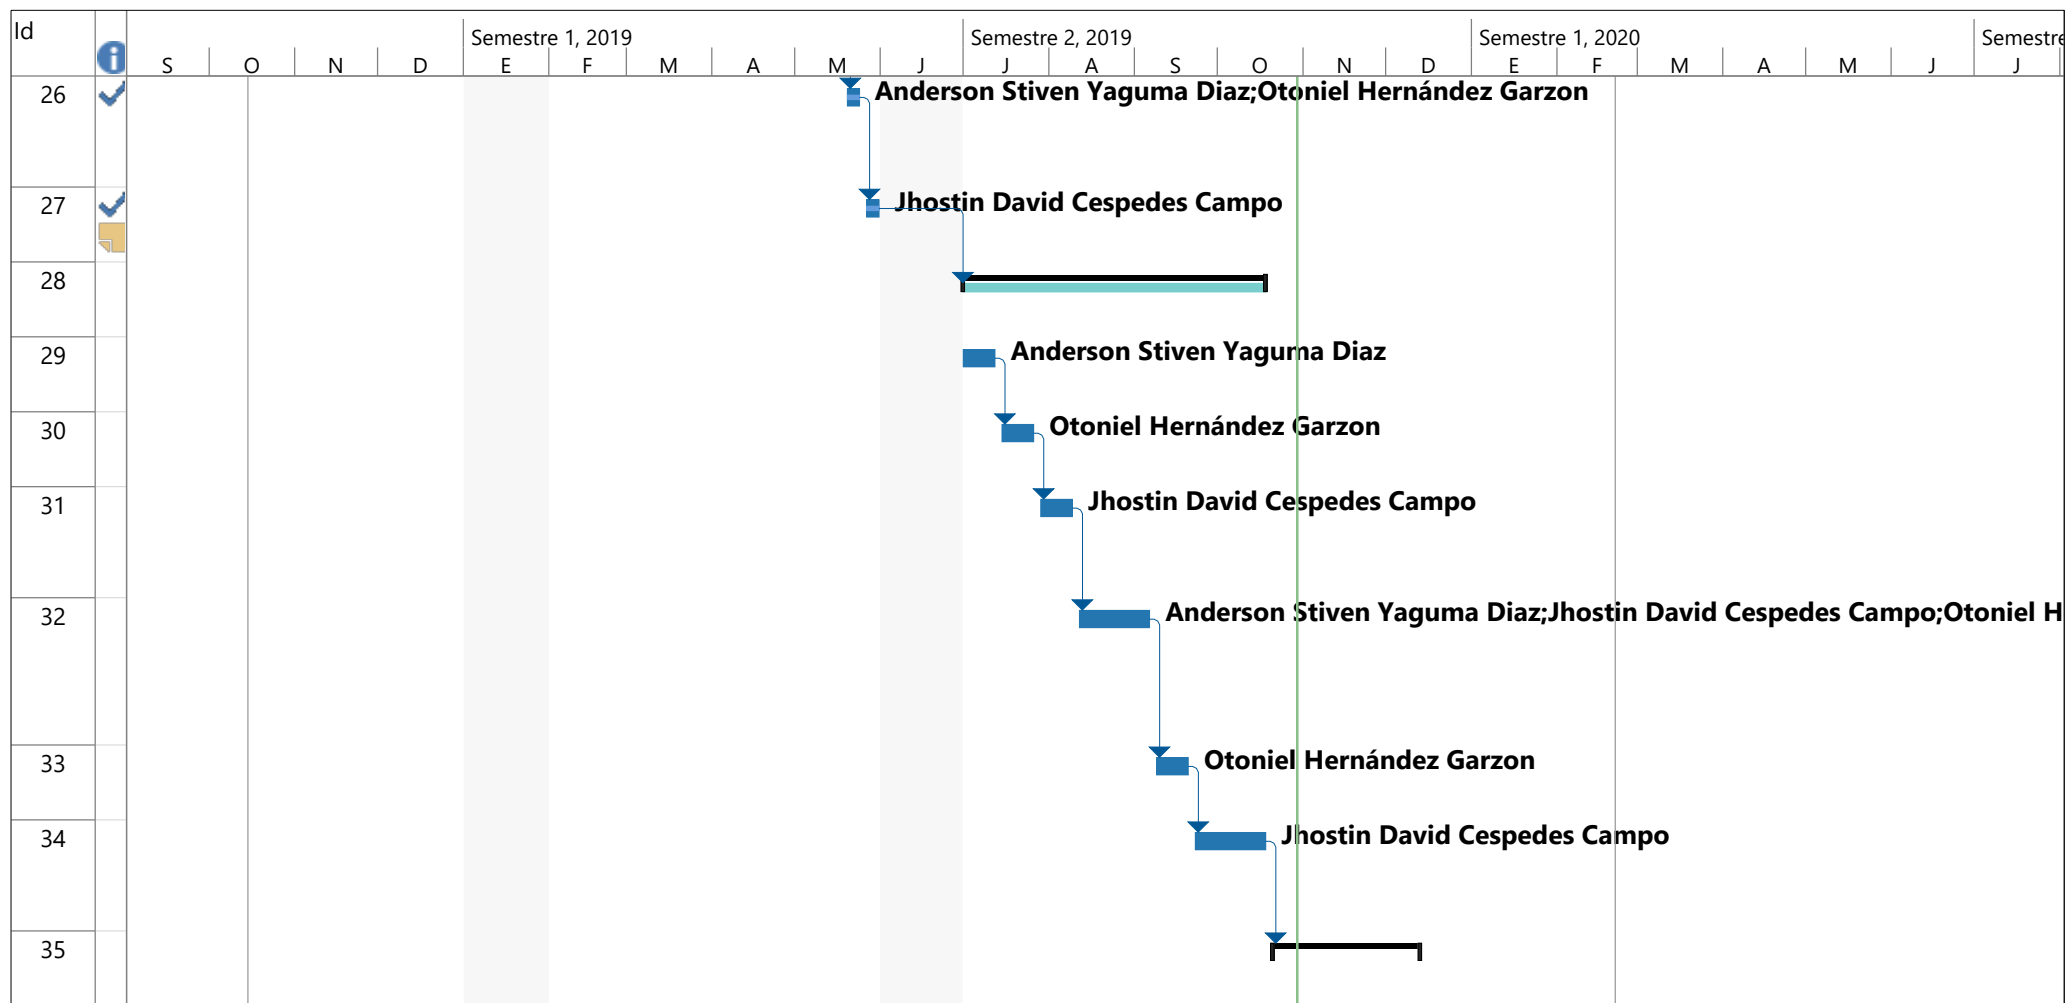 Id
Semestre 1, 2019 Semestre 2, 2019 Semestre 1, 2020 Semestre
S O N D E F M A M J J A S O N D E F M A M J J
26 Anderson Stiven Yaguma Diaz;Otoniel Hernández Garzon
27 Jhostin David Cespedes Campo
28
29 Anderson Stiven Yaguma Diaz
30 Otoniel Hernández Garzon
31 Jhostin David Cespedes Campo
32 Anderson Stiven Yaguma Diaz;Jhostin David Cespedes Campo;Otoniel H
33 Otoniel Hernández Garzon
34 Jhostin David Cespedes Campo
35